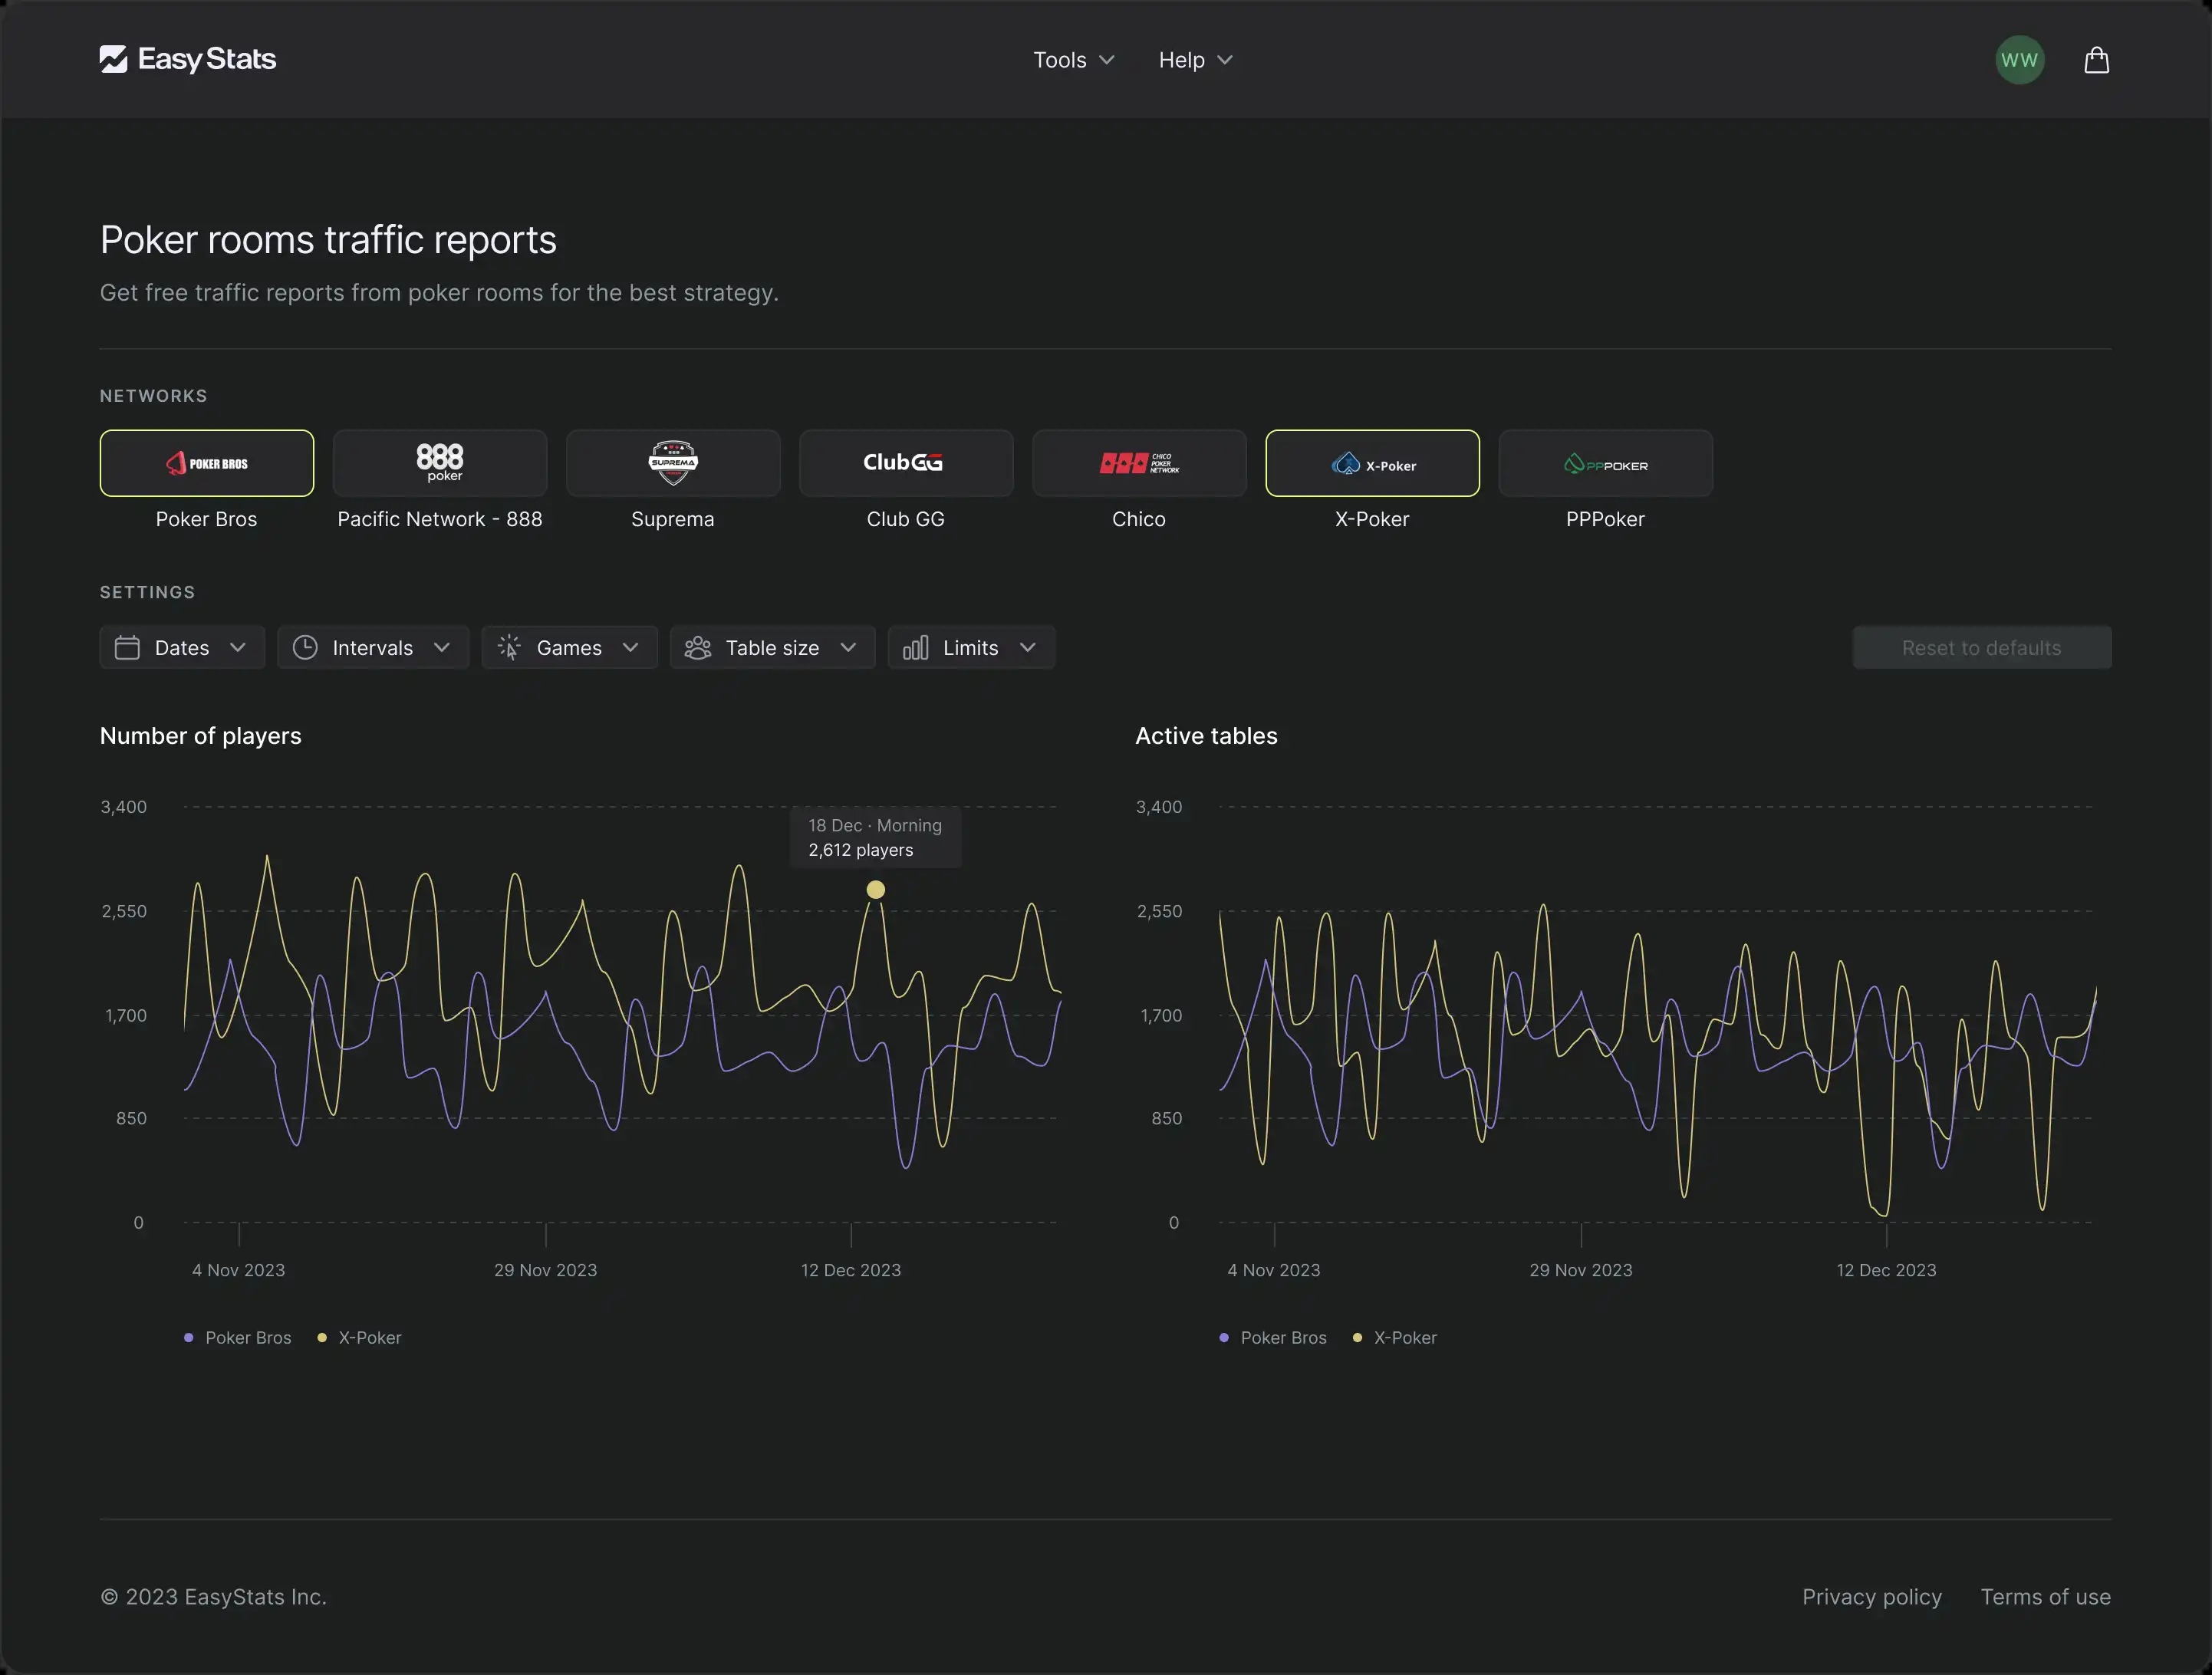 EasyStats
Tools
Help
WW
Poker rooms traffic reports
Get free traffic reports from poker rooms for the best strategy.
NETWORKS
POKER BROS
888
poker
SUPREMA
ClubGG
CHICO
POKER
NETWORK
X-Poker
PPPOKER
Poker Bros
Pacific Network - 888
Suprema
Club GG
Chico
X-Poker
PPPoker
SETTINGS
Dates
Intervals
Games
Table size
Limits
Reset to defaults
Number of players
3,400
2,550
1,700
850
0
18 Dec · Morning
2,612 players
4 Nov 2023
29 Nov 2023
12 Dec 2023
Poker Bros
X-Poker
Active tables
3,400
2,550
1,700
850
0
4 Nov 2023
29 Nov 2023
12 Dec 2023
Poker Bros
X-Poker
© 2023 EasyStats Inc.
Privacy policy
Terms of use